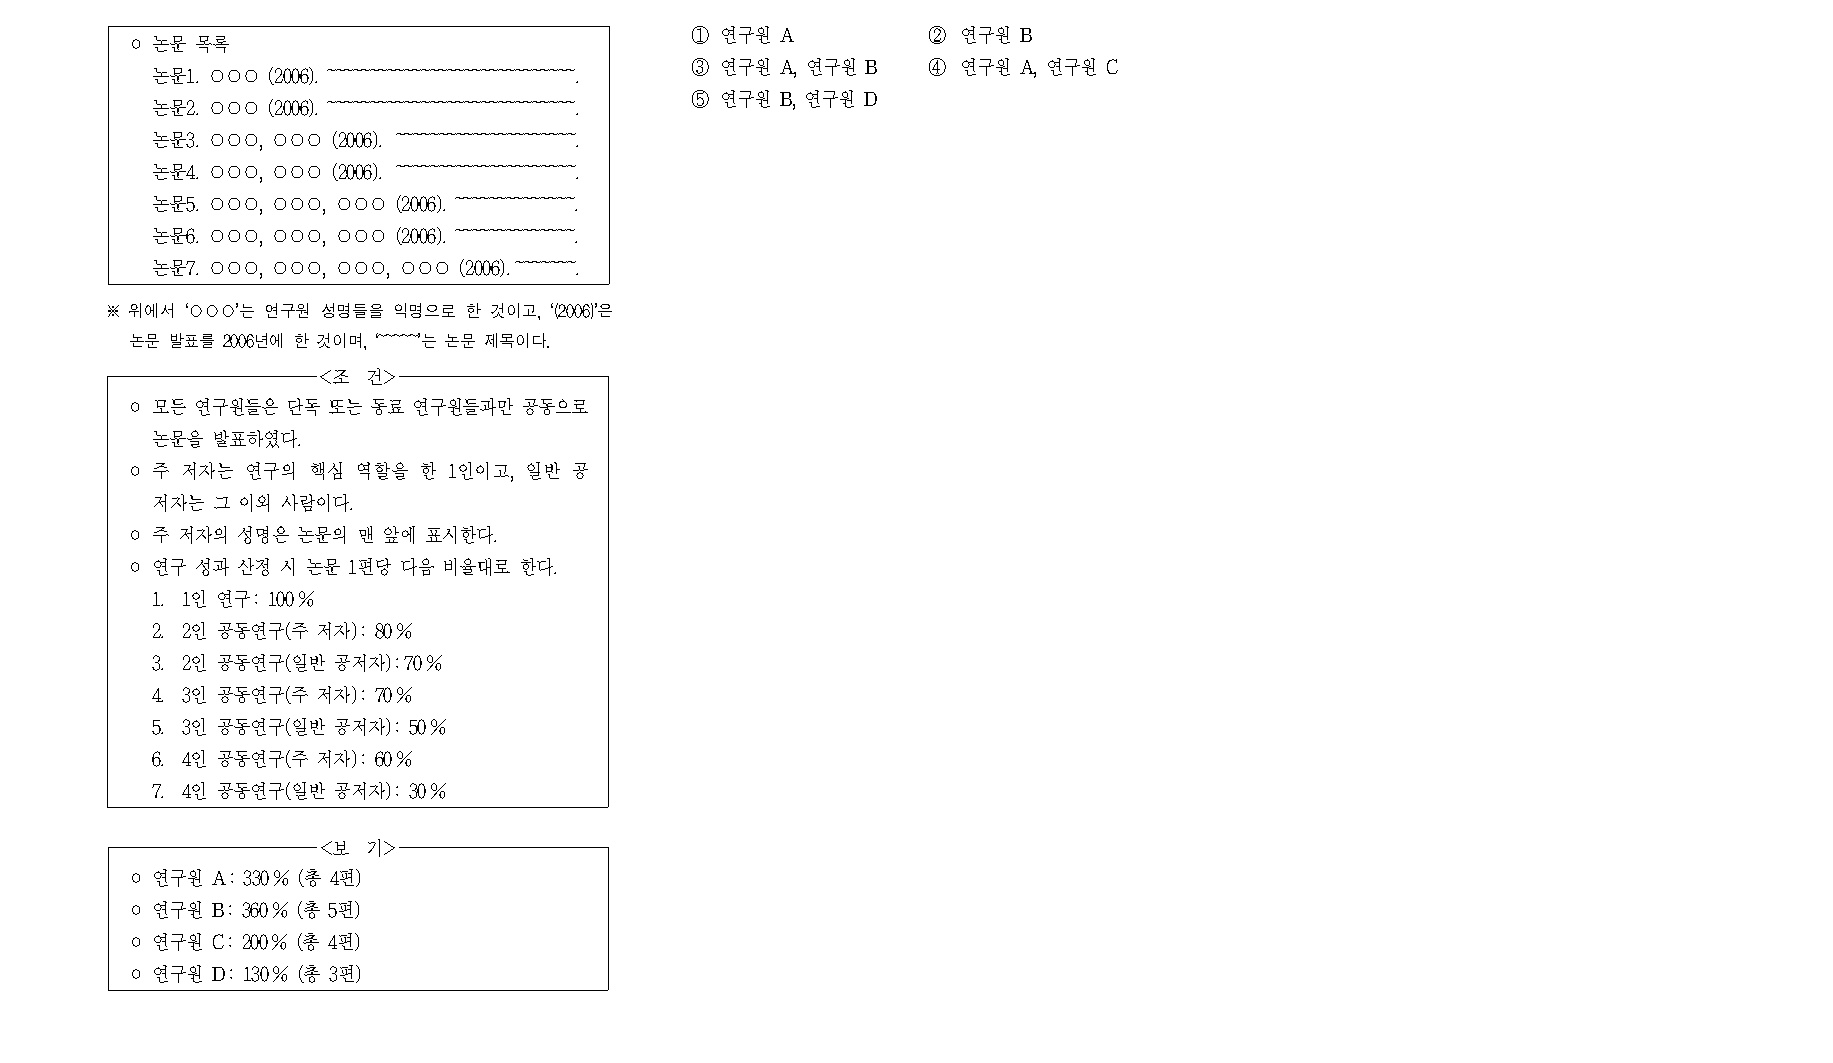 ○ 논문 목록
논문1. ○○○ (2006). ~~~~~~~~~~~~~~~~~~~~~~~~~~~~~~~.
논문2. ○○○ (2006). ~~~~~~~~~~~~~~~~~~~~~~~~~~~~~~~.
논문3. ○○○, ○○○ (2006). ~~~~~~~~~~~~~~~~~~~~~~~.
논문4. ○○○, ○○○ (2006). ~~~~~~~~~~~~~~~~~~~~~~~.
논문5. ○○○, ○○○, ○○○ (2006). ~~~~~~~~~~~~~~~.
논문6. ○○○, ○○○, ○○○ (2006). ~~~~~~~~~~~~~~~.
논문7. ○○○, ○○○, ○○○, ○○○ (2006). ~~~~~~~~.
※ 위에서 ‘○○○’는 연구원 성명들을 익명으로 한 것이고, ‘(2006)’은
논문 발표를 2006년에 한 것이며, ‘~~~~~’는 논문 제목이다.
<조 건>
○ 모든 연구원들은 단독 또는 동료 연구원들과만 공동으로
논문을 발표하였다.
○ 주 저자는 연구의 핵심 역할을 한 1인이고, 일반 공
저자는 그 이외 사람이다.
○ 주 저자의 성명은 논문의 맨 앞에 표시한다.
○ 연구 성과 산정 시 논문 1편당 다음 비율대로 한다.
1. 1인 연구: 100%
2. 2인 공동연구(주 저자): 80%
3. 2인 공동연구(일반 공저자): 70%
4. 3인 공동연구(주 저자): 70%
5. 3인 공동연구(일반 공저자): 50%
6. 4인 공동연구(주 저자): 60%
7. 4인 공동연구(일반 공저자): 30%
<보 기>
○ 연구원 A: 330% (총 4편)
○ 연구원 B: 360% (총 5편)
○ 연구원 C: 200% (총 4편)
○ 연구원 D: 130% (총 3편)
① 연구원 A ② 연구원 B
③ 연구원 A, 연구원 B ④ 연구원 A, 연구원 C
⑤ 연구원 B, 연구원 D